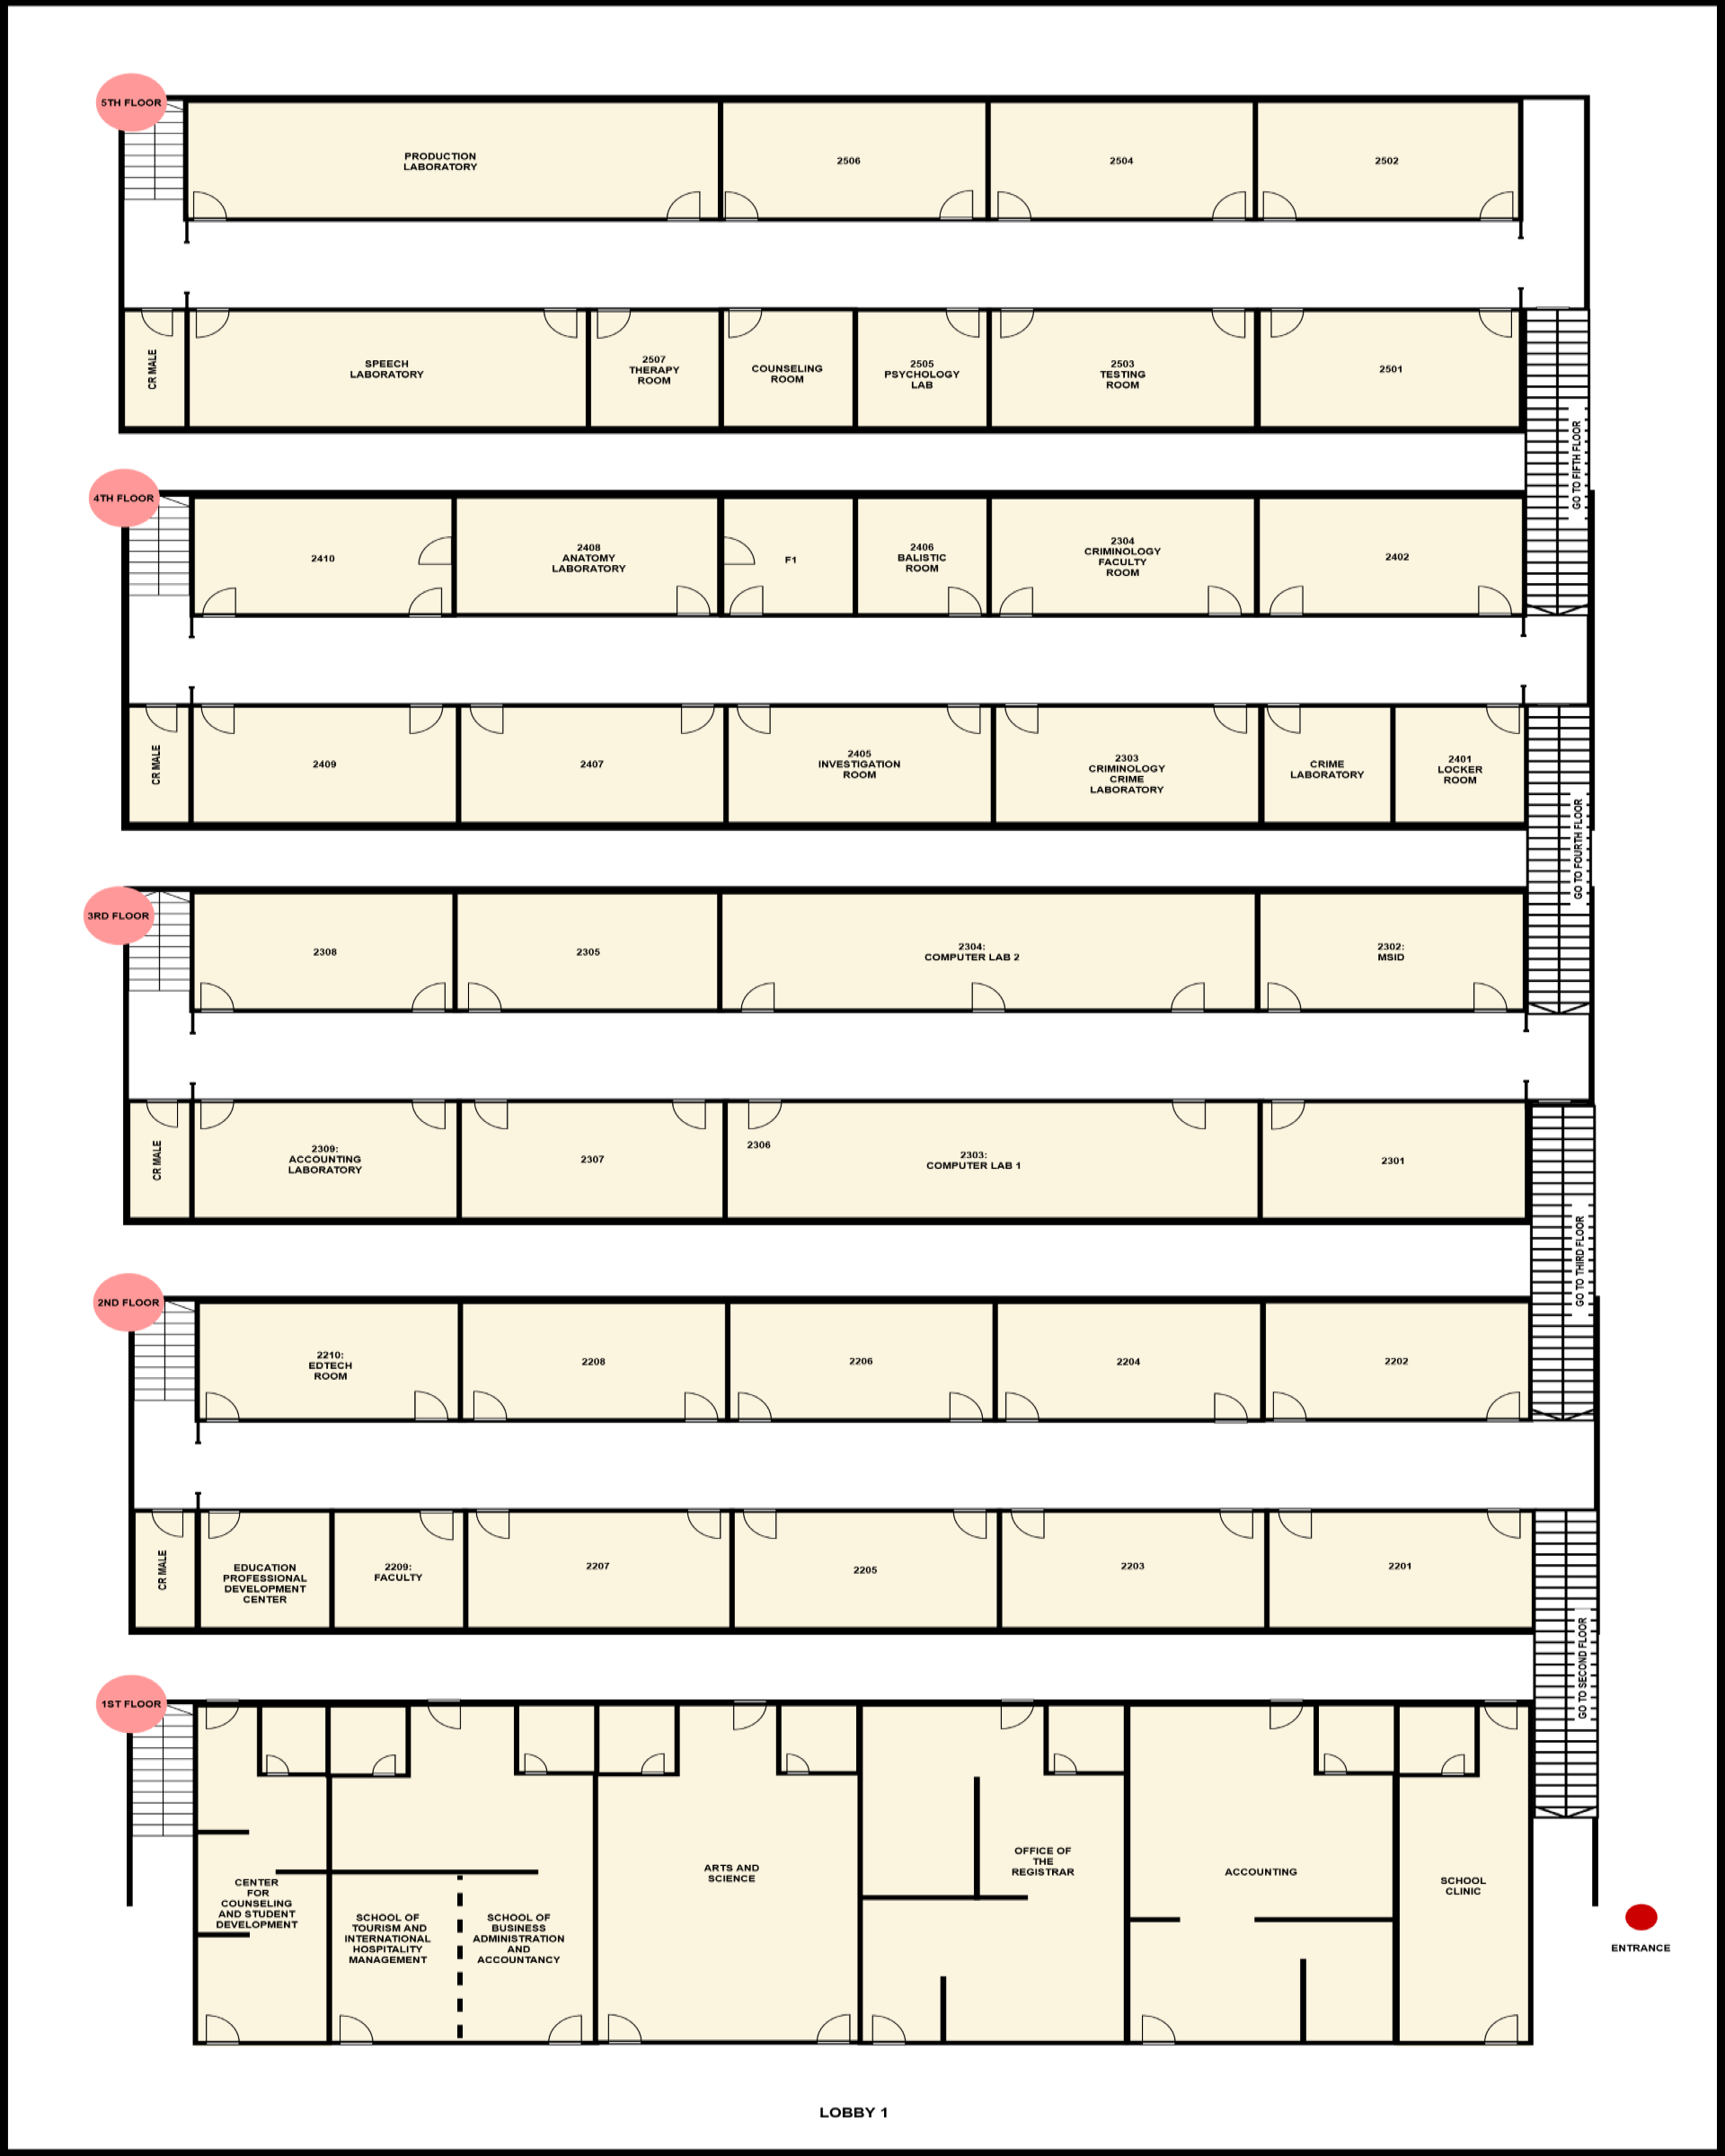 5TH FLOOR
PRODUCTION
LABORATORY
2506
2504
2502
CR MALE
SPEECH
LABORATORY
2507
THERAPY
ROOM
COUNSELING
ROOM
2505
PSYCHOLOGY
LAB
2503
TESTING
ROOM
2501
GO TO FIFTH FLOOR
4TH FLOOR
2410
2408
ANATOMY
LABORATORY
F1
2406
BALISTIC
ROOM
2304
CRIMINOLOGY
FACULTY
ROOM
2402
CR MALE
2409
2407
2405
INVESTIGATION
ROOM
2303
CRIMINOLOGY
CRIME
LABORATORY
CRIME
LABORATORY
2401
LOCKER
ROOM
GO TO FOURTH FLOOR
3RD FLOOR
2308
2305
2304:
COMPUTER LAB 2
2302:
MSID
CR MALE
2309:
ACCOUNTING
LABORATORY
2307
2306
2303:
COMPUTER LAB 1
2301
GO TO THIRD FLOOR
2ND FLOOR
2210:
EDTECH
ROOM
2208
2206
2204
2202
CR MALE
EDUCATION
PROFESSIONAL
DEVELOPMENT
CENTER
2209:
FACULTY
2207
2205
2203
2201
GO TO SECOND FLOOR
1ST FLOOR
CENTER
FOR
COUNSELING
AND STUDENT
DEVELOPMENT
SCHOOL OF
TOURISM AND
INTERNATIONAL
HOSPITALITY
MANAGEMENT
SCHOOL OF
BUSINESS
ADMINISTRATION
AND
ACCOUNTANCY
ARTS AND
SCIENCE
OFFICE OF
THE
REGISTRAR
ACCOUNTING
SCHOOL
CLINIC
ENTRANCE
LOBBY 1